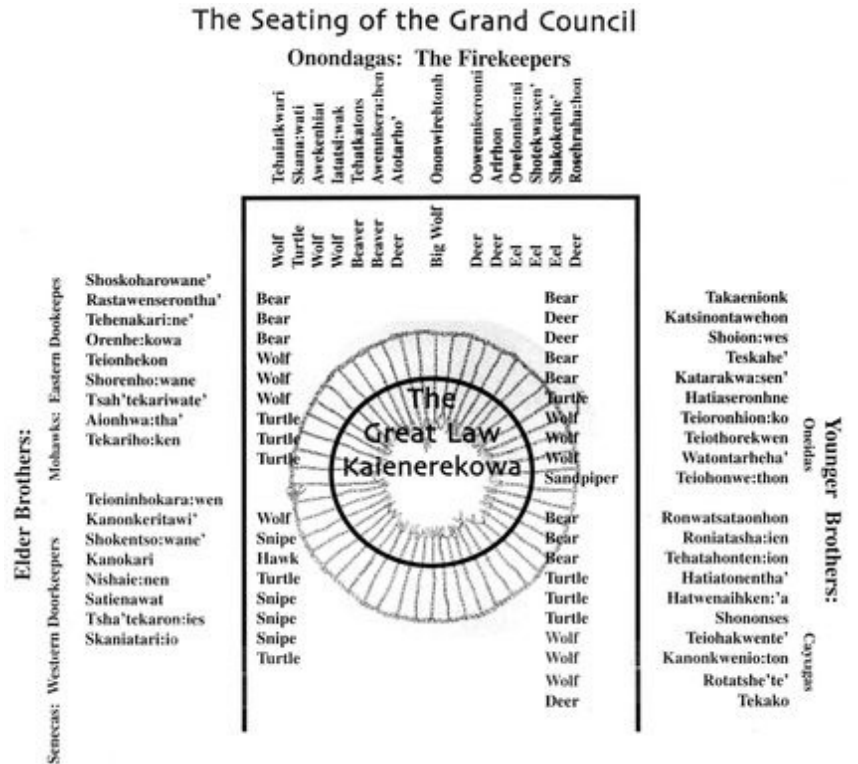 The Seating of the Grand Council
Onondagas: The Firekeepers
Tehaiatkwari
Skana:wati
Awekenhiat
Iatatsl:wak
Tehatkatons
Awennisera:hen
Atotarho'
Ononwirehtonh
Oowenniseronni
Arirhon
Owelonnien:ni
Shotekwa:sen'
Shakokenhe'
Rosehraha:hon
Wolf
Turtle
Wolf
Wolf
Beaver
Beaver
Deer
Big Wolf
Deer
Deer
Eel
Eel
Eel
Deer
Elder Brothers:
Mohawks: Eastern Dookeepes
Shoskoharowane'
Rastawenserontha'
Tehenakari:ne'
Orenhe:kowa
Teionhekon
Shorenho:wane
Tsah'tekariwate'
Aionhwa:tha'
Tekariho:ken
Bear
Bear
Bear
Wolf
Wolf
Wolf
Turtle
Turtle
Turtle
Senecas: Western Doorkeepers
Teioninhokara:wen
Kanonkeritawi'
Shokentso:wane'
Kanokari
Nishaie:nen
Satienawat
Tsha'tekaron:ies
Skaniatari:io
Wolf
Snipe
Hawk
Turtle
Snipe
Snipe
Snipe
Turtle
The
Great Law
Kaienerekowa
Bear
Deer
Deer
Bear
Bear
Turtle
Wolf
Wolf
Wolf
Sandpiper
Bear
Bear
Bear
Turtle
Turtle
Turtle
Wolf
Wolf
Wolf
Deer
Takaenionk
Katsinontawehon
Shoion:wes
Teskahe'
Katarakwa:sen'
Hatiaseronhne
Teioronhion:ko
Teiothorekwen
Watontarheha'
Teiohonwe:thon
Ronwatsataonhon
Roniatasha:ien
Tehatahonten:ion
Hatiatonentha'
Hatwenaihken:'a
Shononses
Teiohakwente'
Kanonkwenio:ton
Rotatshe'te'
Tekako
Oneidas
Cayugas
Younger Brothers: